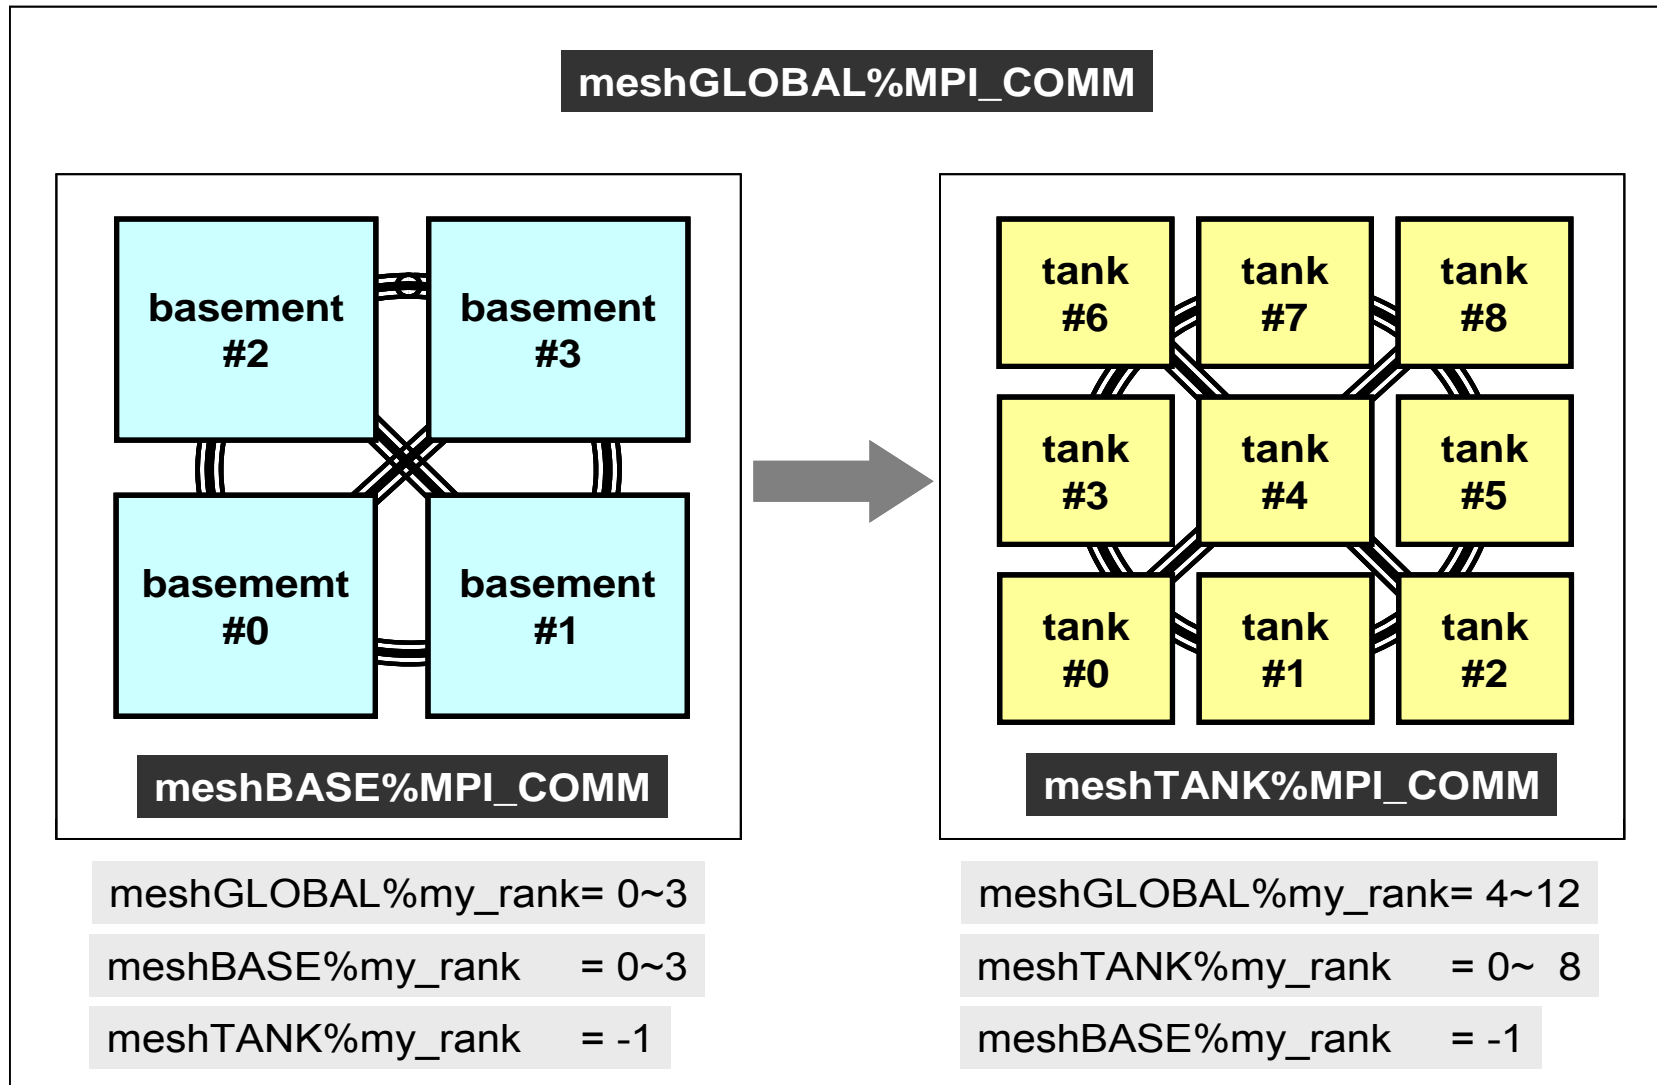 meshGLOBAL%MPI_COMM
basement
#2
basement
#3
basememt
#0
basement
#1
meshBASE%MPI_COMM
meshGLOBAL%my_rank= 0~3
meshBASE%my_rank = 0~3
meshTANK%my_rank = -1
tank
#6
tank
#7
tank
#8
tank
#3
tank
#4
tank
#5
tank
#0
tank
#1
tank
#2
meshTANK%MPI_COMM
meshGLOBAL%my_rank= 4~12
meshTANK%my_rank = 0~ 8
meshBASE%my_rank = -1